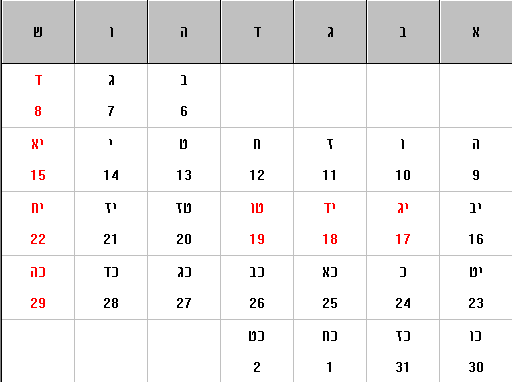 א ב ג ד ה ו ש
ב ג ד
6 7 8
ה ו ז ח ט י יא
9 10 11 12 13 14 15
יב יג יד טו טז יז יח
16 17 18 19 20 21 22
יט כ כא כב כג כד כה
23 24 25 26 27 28 29
כו כז כח כט
30 31 1 2